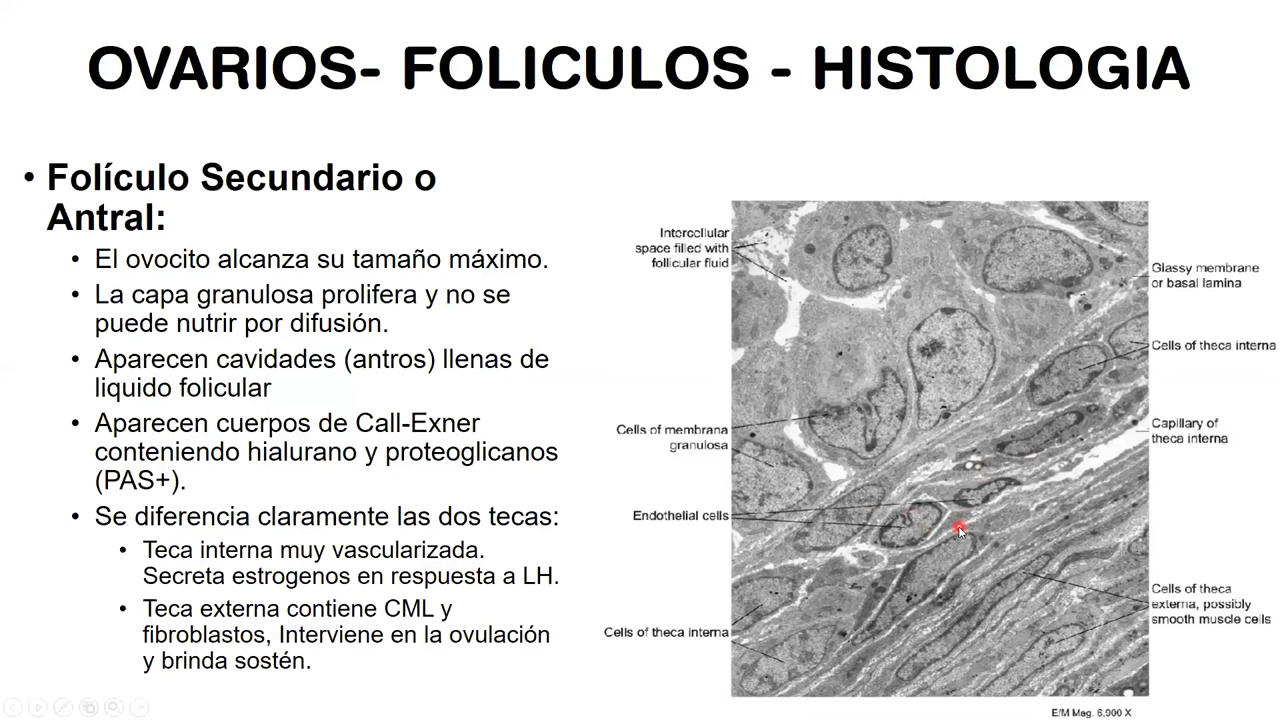 OVARIOS- FOLICULOS - HISTOLOGIA
• Folículo Secundario o
Antral:
• El ovocito alcanza su tamaño máximo.
• La capa granulosa prolifera y no se
puede nutrir por difusión.
• Aparecen cavidades (antros) llenas de
liquido folicular
• Aparecen cuerpos de Call-Exner
conteniendo hialurano y proteoglicanos
(PAS+).
• Se diferencia claramente las dos tecas:
• Teca interna muy vascularizada.
Secreta estrogenos en respuesta a LH.
• Teca externa contiene CML y
fibroblastos, Interviene en la ovulación
y brinda sostén.
Intercellular
space filled with
follicular fluid
Cells of membrana
granulosa
Endothelial cells
Cells of theca interna
Glassy membrane
or basal lamina
Cells of theca interna
Capillary of
theca interna
Cells of theca
externa, possibly
smooth muscle cells
E/M Mag. 6,900 X